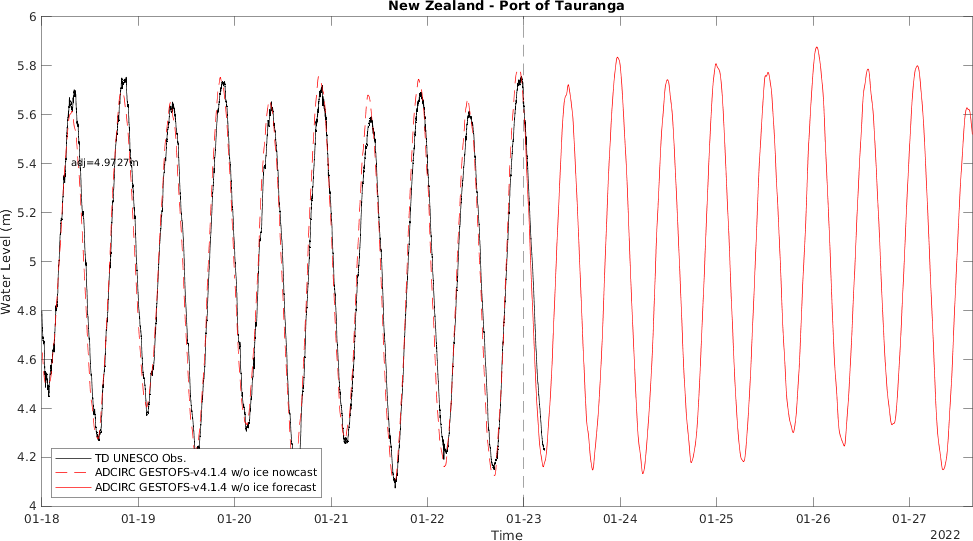 New Zealand - Port of Tauranga
Water Level (m)
6
5.8
5.6
5.4
5.2
5
4.8
4.6
4.4
4.2
4
adj=4.9727m
TD UNESCO Obs.
ADCIRC GESTOFS-v4.1.4 w/o ice nowcast
ADCIRC GESTOFS-v4.1.4 w/o ice forecast
01-18 01-19 01-20 01-21 01-22 01-23 01-24 01-25 01-26 01-27
Time
2022